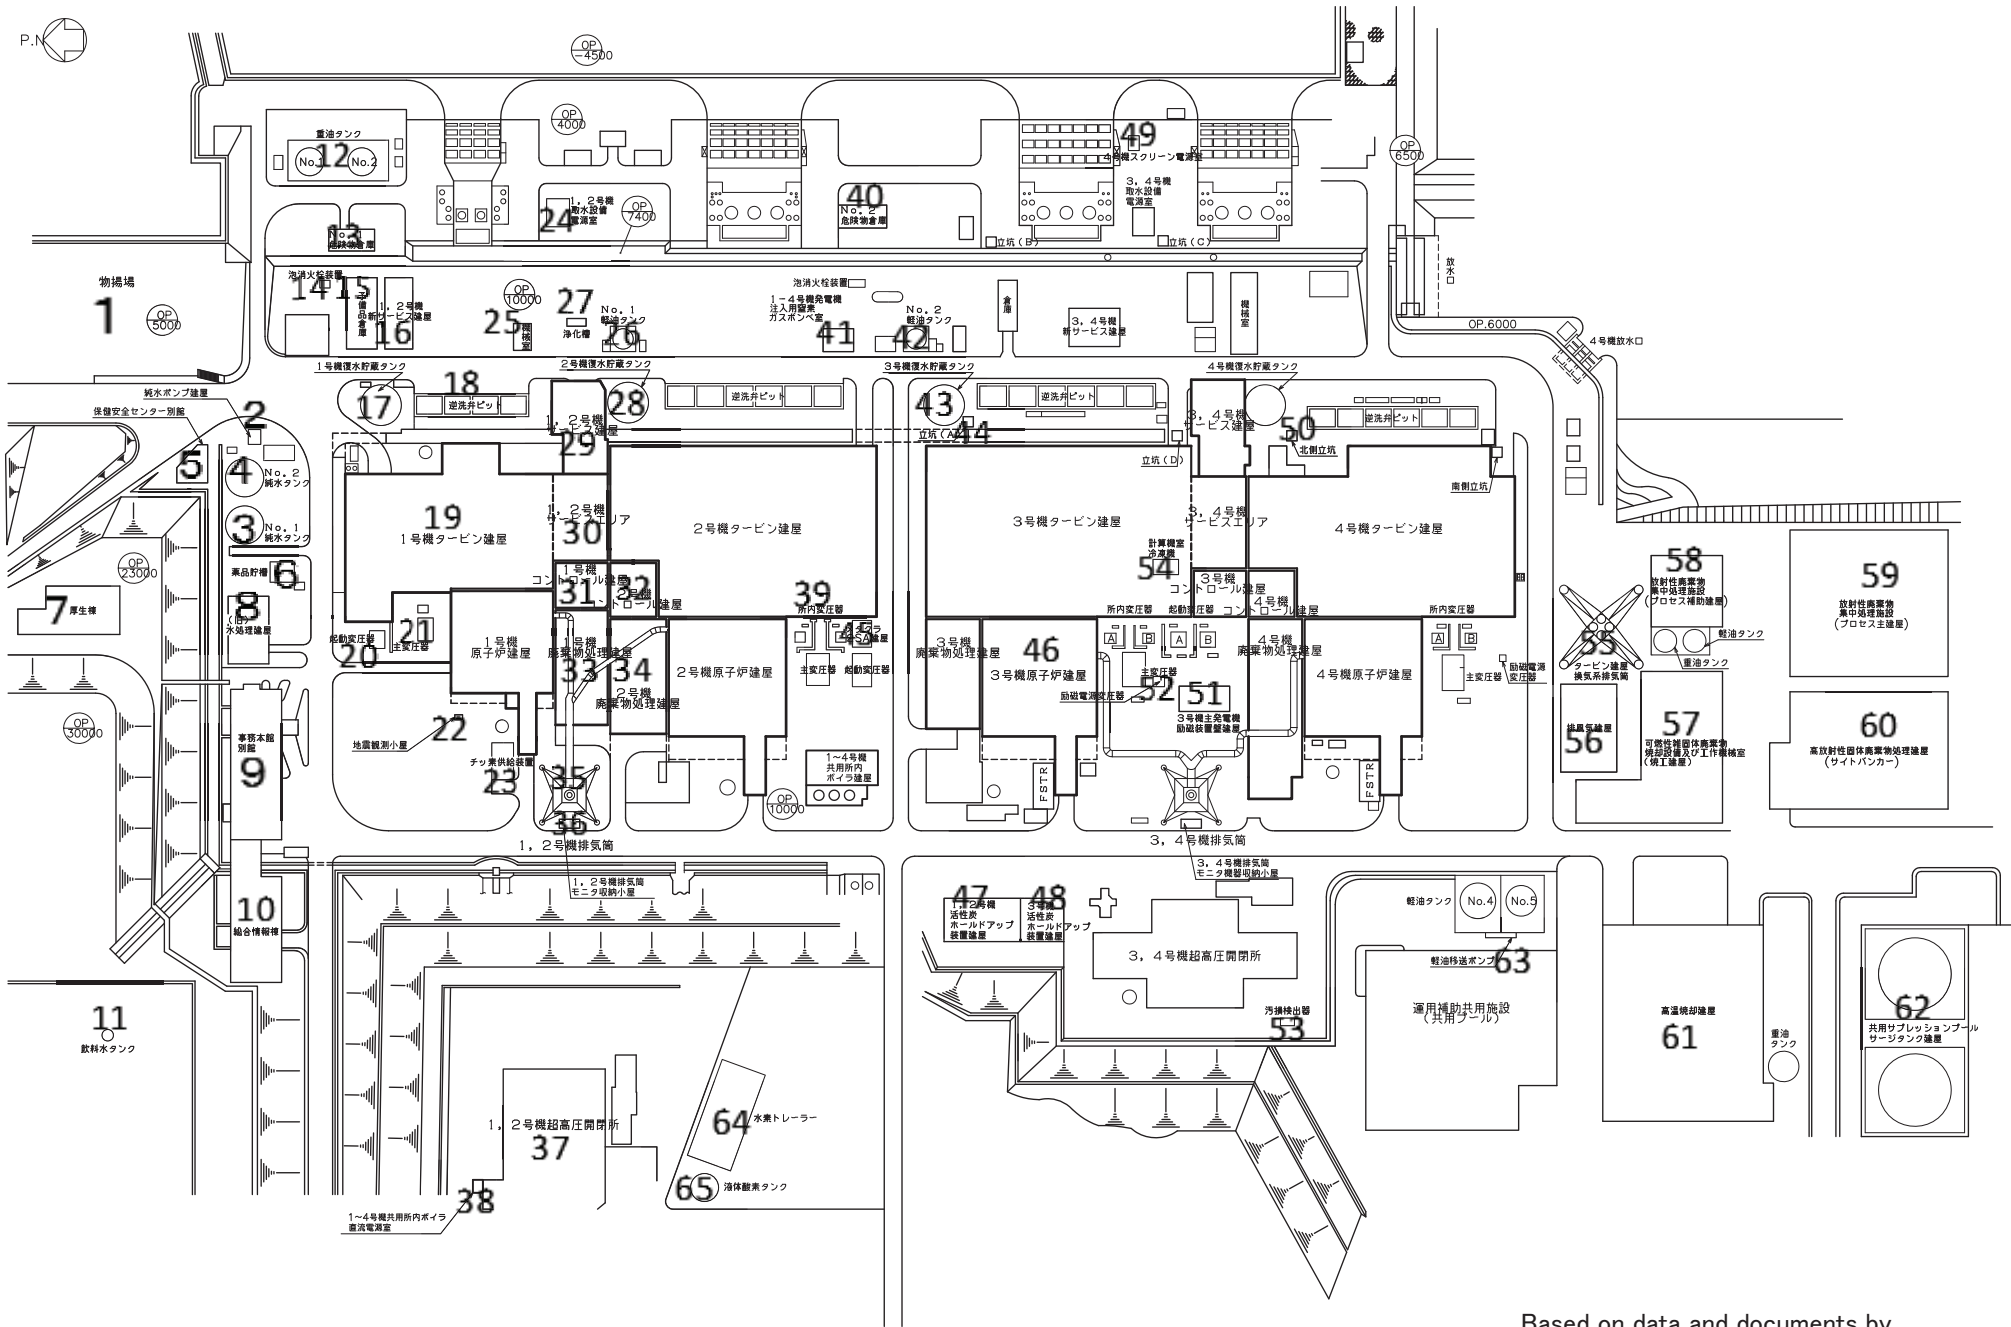 P.N
OP
-4500
OP
4000
重油タンク
No.1
12
No.2
49
4号機スクリーン電源室
OP
6500
1, 2号機
取水設備
電源室
24
OP
7400
40
No. 2
危険物倉庫
3, 4号機
取水設備
電源室
13
危険物倉庫
立坑(B)
立坑(C)
放水口
物揚場
1
OP
5000
泡消火栓装置
14
15
予備品倉庫
1, 2号機
新サービス建屋
16
OP
10000
25
機械室
27
浄化槽
No. 1
軽油タンク
26
泡消火栓装置
1-4号機発電機
注入用窒素
ガスボンベ室
41
No. 2
軽油タンク
42
倉庫
3, 4号機
新サービス建屋
機械室
OP.6000
4号機放水口
1号機復水貯蔵タンク
2号機復水貯蔵タンク
3号機復水貯蔵タンク
4号機復水貯蔵タンク
純水ポンプ建屋
保健安全センター別館
2
17
18
逆洗弁ピット
28
逆洗弁ピット
43
逆洗弁ピット
逆洗弁ピット
1, 2号機
サービス建屋
29
立坑(A)
44
3, 4号機
サービス建屋
50
北側立坑
立坑(D)
南側立坑
5
4
No. 2
純水タンク
3
No. 1
純水タンク
19
1号機タービン建屋
1, 2号機
サービスエリア
30
2号機タービン建屋
3号機タービン建屋
3, 4号機
サービスエリア
4号機タービン建屋
計算機室
冷凍機
54
58
放射性廃棄物
集中処理施設
(プロセス補助建屋)
59
放射性廃棄物
集中処理施設
(プロセス主建屋)
OP
23000
薬品貯槽
6
1号機
コントロール建屋
31
32
2号機
コントロール建屋
3号機
コントロール建屋
4号機
コントロール建屋
7
厚生棟
8
(旧)
水処理建屋
起動変圧器
20
21
主変圧器
39
所内変圧器
45
主変圧器
起動変圧器
所内変圧器
起動変圧器
A
B
A
B
所内変圧器
A
B
主変圧器
励磁電源
変圧器
55
タービン建屋
換気系排気筒
軽油タンク
重油タンク
1号機
原子炉建屋
1号機
廃棄物処理建屋
33
34
2号機
廃棄物処理建屋
2号機原子炉建屋
3号機
廃棄物処理建屋
46
3号機原子炉建屋
主変圧器
52
励磁電源変圧器
51
3号機主発電機
励磁装置盤建屋
4号機
廃棄物処理建屋
4号機原子炉建屋
OP
30000
事務本館
別館
9
22
地震観測小屋
チッ素供給装置
23
35
36
1, 2号機排気筒
1~4号機
共用所内
ボイラ建屋
OP
10000
FSTR
FSTR
3, 4号機排気筒
排風気建屋
56
57
可燃性雑固体廃棄物
焼却設備及び工作機械室
(焼工建屋)
60
高放射性固体廃棄物処理建屋
(サイトバンカー)
1, 2号機排気筒
モニタ収納小屋
3, 4号機排気筒
モニタ機器収納小屋
10
総合情報棟
47
1, 2号機
活性炭
ホールドアップ
装置建屋
48
3号機
活性炭
ホールドアップ
装置建屋
3, 4号機超高圧開閉所
軽油タンク
No.4
No.5
軽油移送ポンプ
63
11
飲料水タンク
汚損検出器
53
運用補助共用施設
(共用プール)
高温焼却建屋
61
重油
タンク
62
共用サプレッションプール
サージタンク建屋
1, 2号機超高圧開閉所
37
64
水素トレーラー
65
液体酸素タンク
38
1~4号機共用所内ボイラ
直流電源室
Based on data and documents by